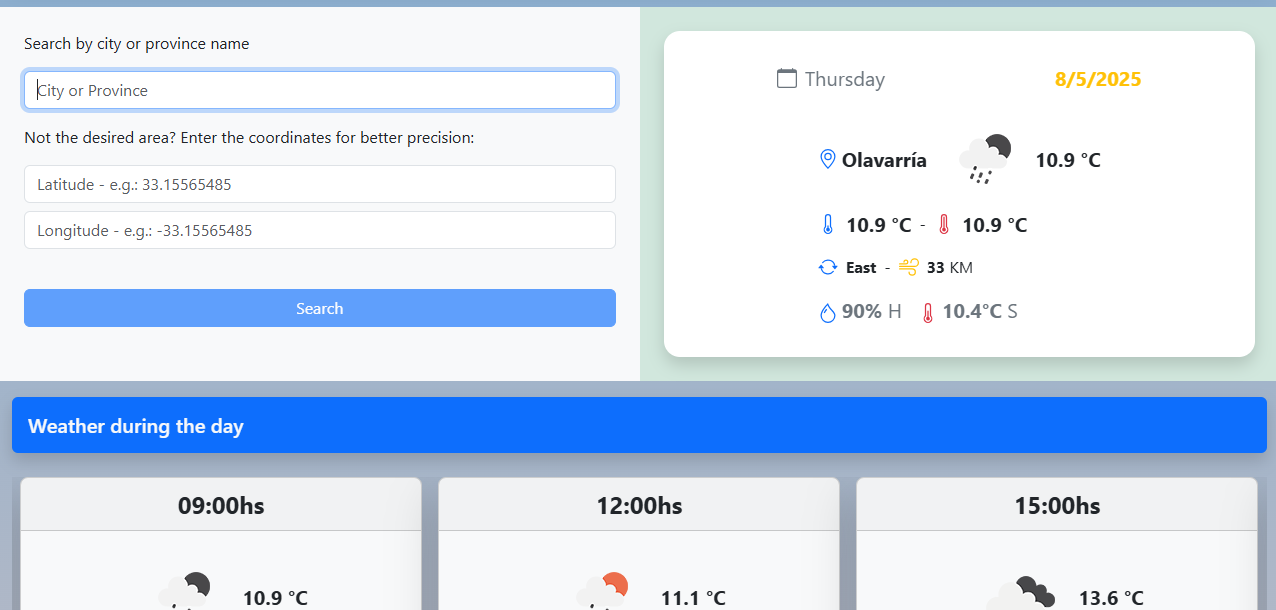 Search by city or province name
City or Province
Not the desired area? Enter the coordinates for better precision:
Latitude - e.g.: 33.15565485
Longitude - e.g.: -33.15565485
Search
Thursday 8/5/2025
Olavarría 10.9 °C
10.9 °C - 10.9 °C
East - 33 KM
90% H 10.4°C S
Weather during the day
09:00hs 12:00hs 15:00hs
10.9 °C 11.1 °C 13.6 °C